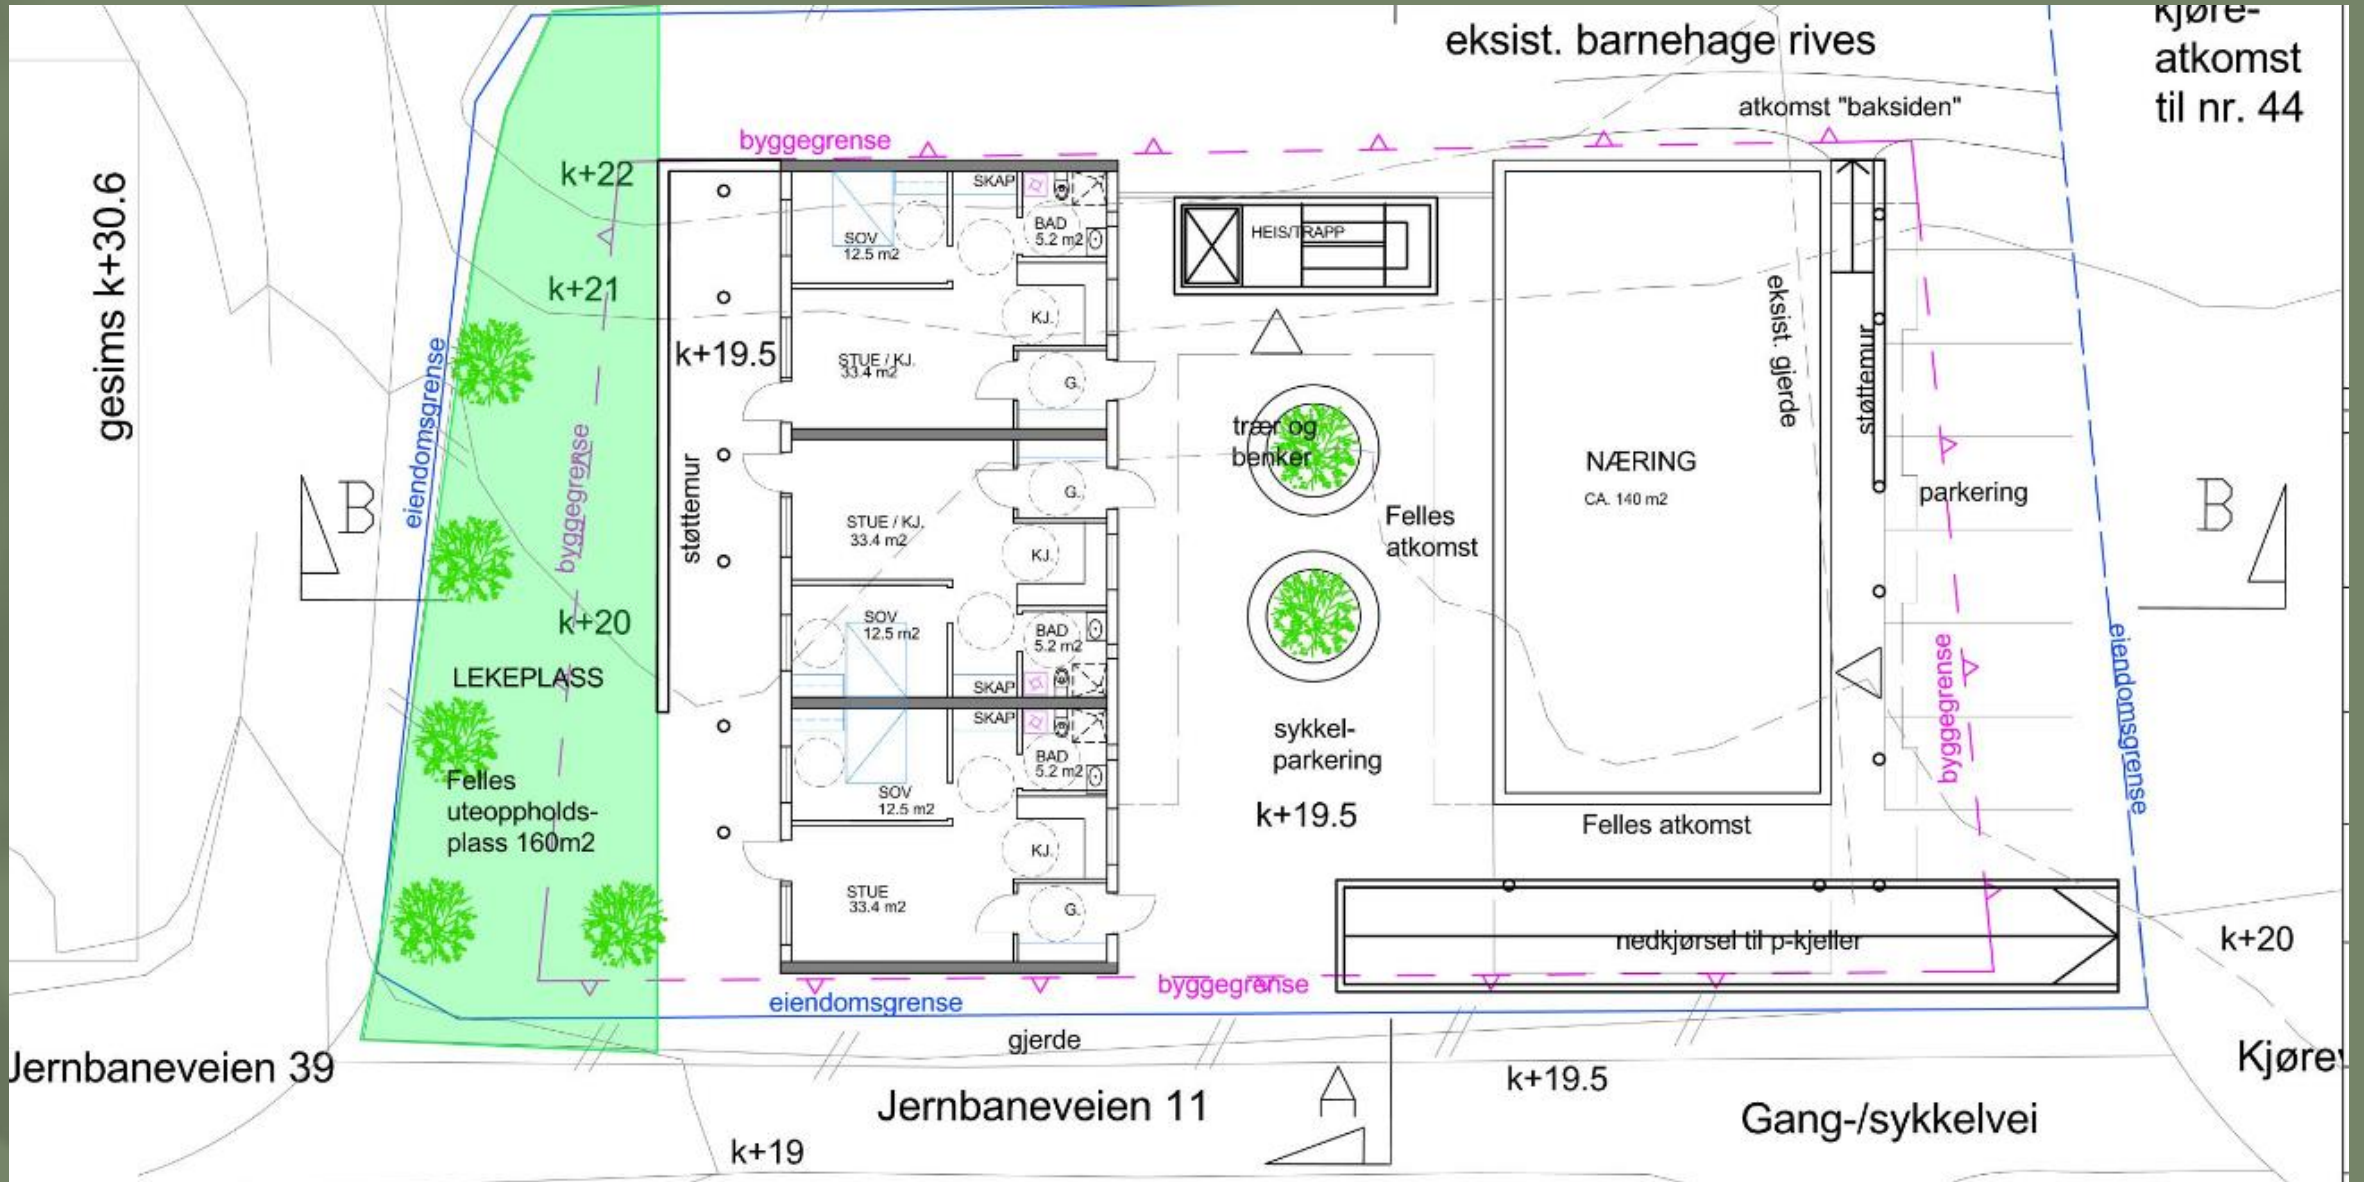 eksist. barnehage rives
kjøre-
atkomst
til nr. 44
atkomst "baksiden"
byggegrense
gesims k+30.6
k+22
k+21
k+19.5
k+20
eiendomsgrense
byggegrense
støttemur
B
LEKEPLASS
Felles
uteoppholds-
plass 160m2
SKAP
BAD
5.2 m2
SOV
12.5 m2
KJ.
STUE / KJ.
33.4 m2
G.
G.
STUE / KJ.
33.4 m2
KJ.
SOV
12.5 m2
BAD
5.2 m2
SKAP
SKAP
BAD
5.2 m2
SOV
12.5 m2
KJ.
STUE
33.4 m2
G.
HEIS/TRAPP
trær og
benker
Felles
atkomst
sykkel-
parkering
k+19.5
NÆRING
CA. 140 m2
eksist. gjerde
støttemur
parkering
B
byggegrense
eiendomsgrense
Felles atkomst
nedkjørsel til p-kjeller
k+20
byggegrense
eiendomsgrense
gjerde
Jernbaneveien 39
Jernbaneveien 11
A
k+19.5
Kjørev
Gang-/sykkelvei
k+19